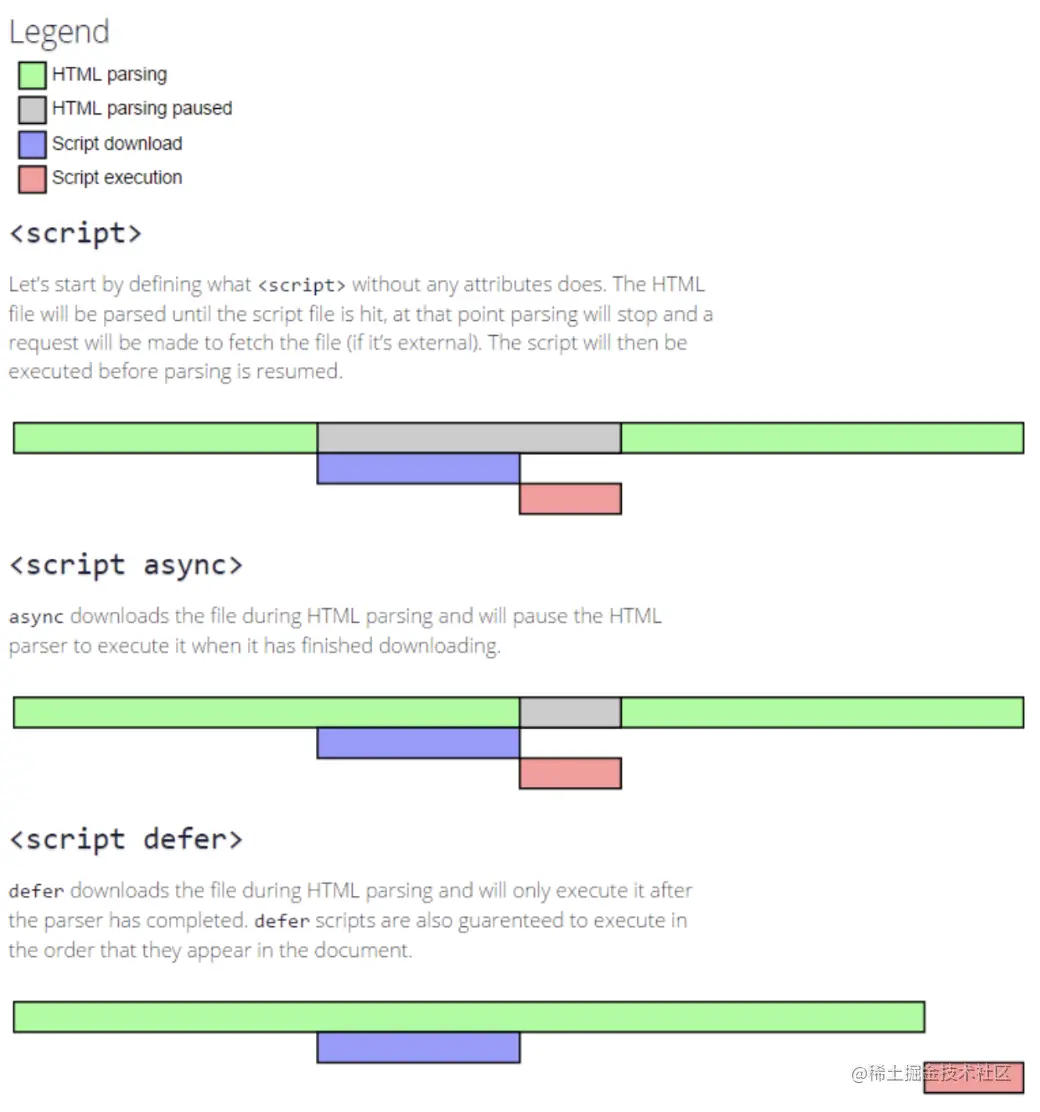 Legend
HTML parsing
HTML parsing paused
Script download
Script execution
<script>
Let's start by defining what <script> without any attributes does. The HTML
file will be parsed until the script file is hit, at that point parsing will stop and a
request will be made to fetch the file (if it's external). The script will then be
executed before parsing is resumed.
<script async>
async downloads the file during HTML parsing and will pause the HTML
parser to execute it when it has finished downloading.
<script defer>
defer downloads the file during HTML parsing and will only execute it after
the parser has completed. defer scripts are also guarenteed to execute in
the order that they appear in the document.
@稀土掘金技术社区